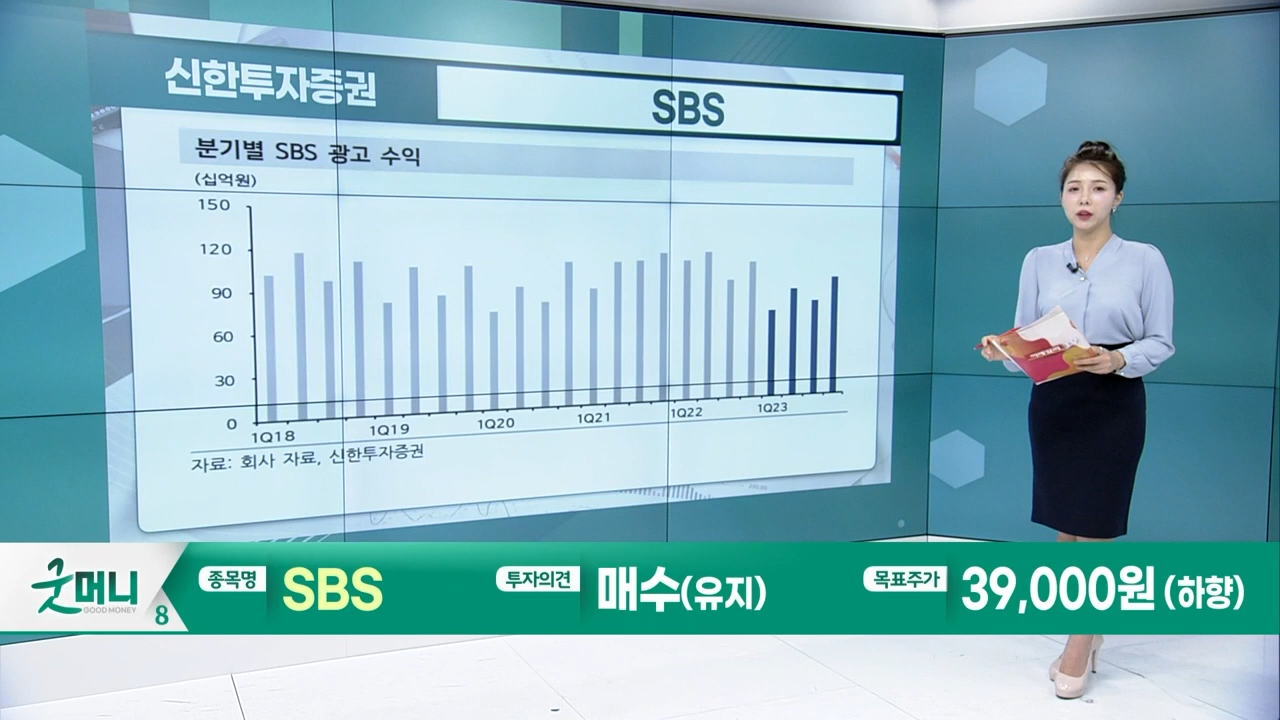 신한투자증권
SBS
분기별 SBS 광고 수익
(십억원)
150
120
90
60
30
0
1Q18 1Q19 1Q20 1Q21 1Q22 1Q23
자료: 회사 자료, 신한투자증권
굿머니
GOOD MONEY
8
종목명 SBS 투자의견 매수(유지) 목표주가 39,000원 (하향)